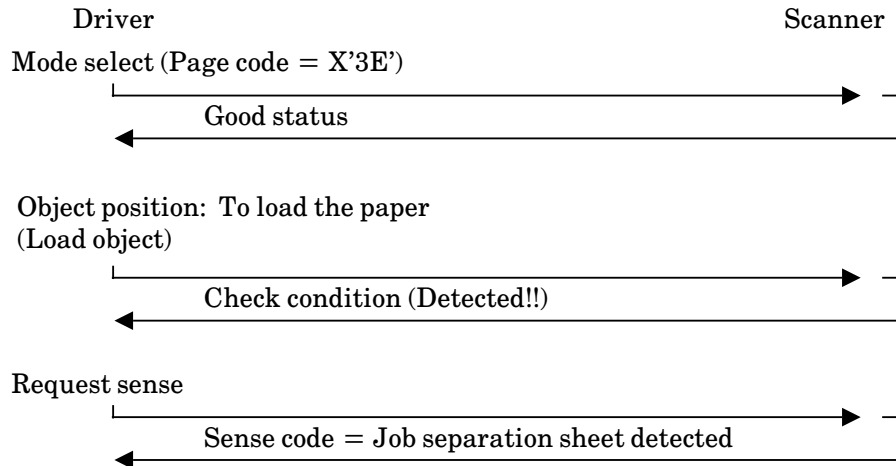 Driver Scanner
Mode select (Page code = X’3E’)
Good status
Object position: To load the paper
(Load object)
Check condition (Detected!!)
Request sense
Sense code = Job separation sheet detected